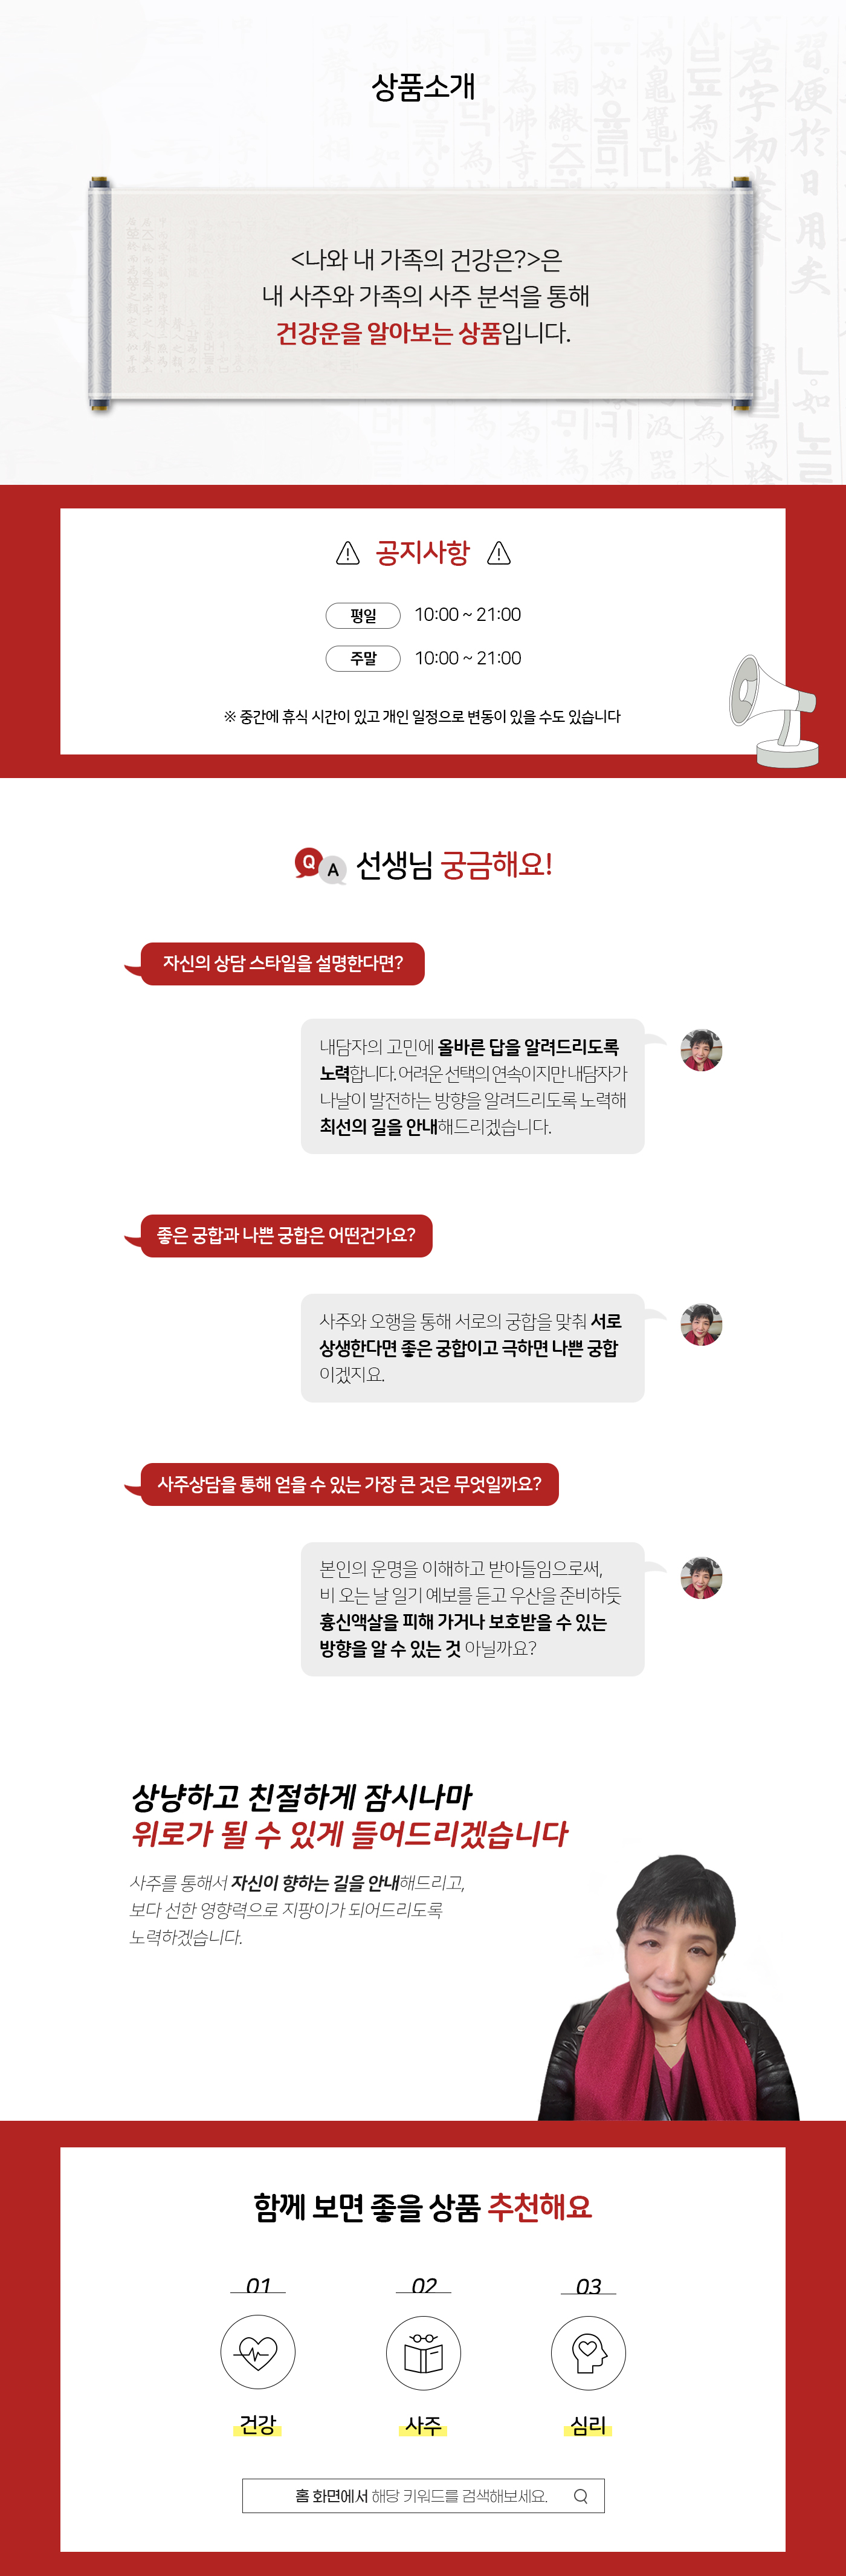 상품소개
<나와 내 가족의 건강은?>은
내 사주와 가족의 사주 분석을 통해
건강운을 알아보는 상품입니다.
공지사항
평일 10:00 ~ 21:00
주말 10:00 ~ 21:00
※ 중간에 휴식 시간이 있고 개인 일정으로 변동이 있을 수도 있습니다
Q A 선생님 궁금해요!
자신의 상담 스타일을 설명한다면?
내담자의 고민에 올바른 답을 알려드리도록
노력합니다. 어려운 선택의 연속이지만 내담자가
나날이 발전하는 방향을 알려드리도록 노력해
최선의 길을 안내해드리겠습니다.
좋은 궁합과 나쁜 궁합은 어떤건가요?
사주와 오행을 통해 서로의 궁합을 맞춰 서로
상생한다면 좋은 궁합이고 극하면 나쁜 궁합
이겠지요.
사주상담을 통해 얻을 수 있는 가장 큰 것은 무엇일까요?
본인의 운명을 이해하고 받아들임으로써,
비 오는 날 일기 예보를 듣고 우산을 준비하듯
흉신액살을 피해 가거나 보호받을 수 있는
방향을 알 수 있는 것 아닐까요?
상냥하고 친절하게 잠시나마
위로가 될 수 있게 들어드리겠습니다
사주를 통해서 자신이 향하는 길을 안내해드리고,
보다 선한 영향력으로 지팡이가 되어드리도록
노력하겠습니다.
함께 보면 좋을 상품 추천해요
01 02 03
건강 사주 심리
홈 화면에서 해당 키워드를 검색해보세요.